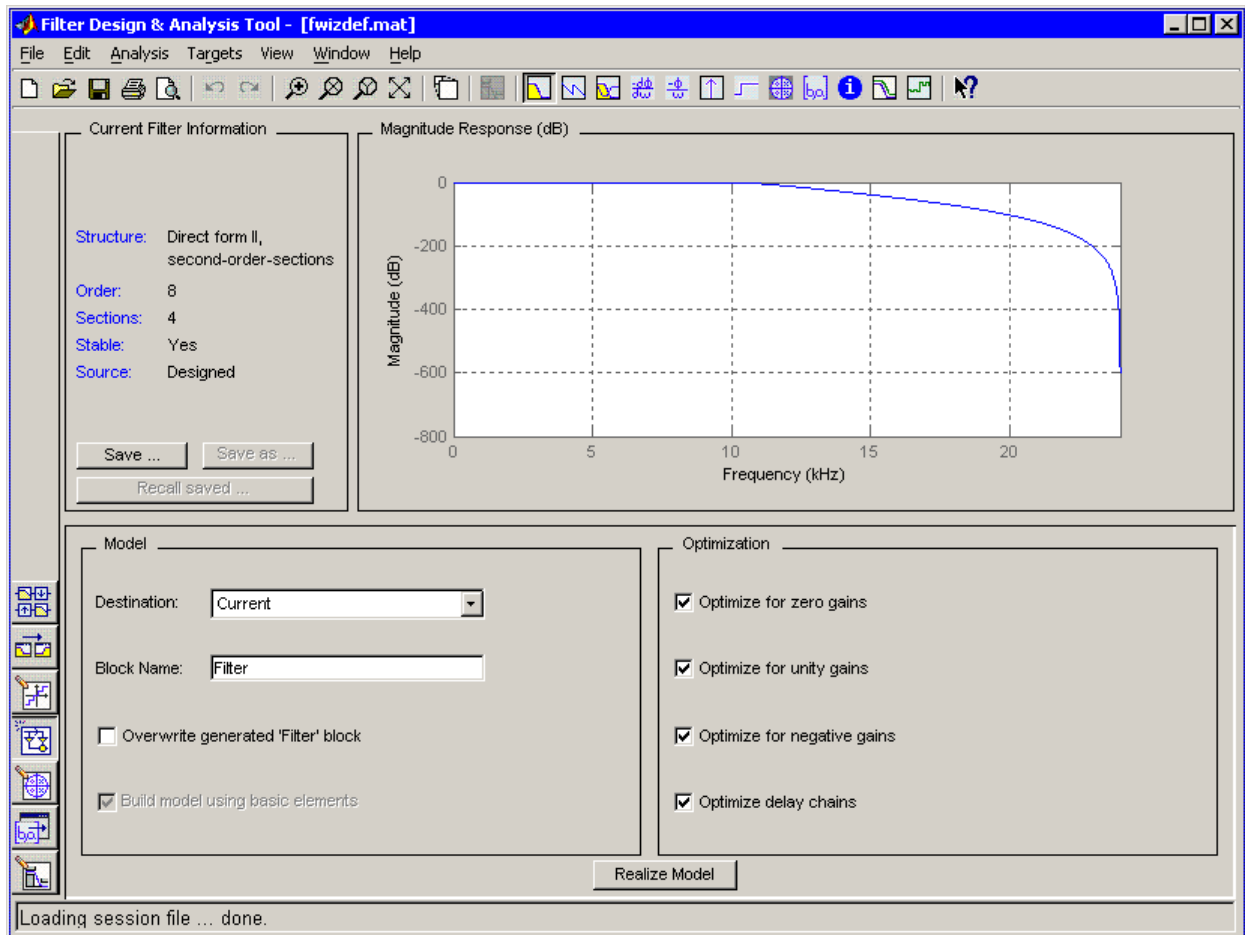 Filter Design & Analysis Tool - [fwizdef.mat]
File Edit Analysis Targets View Window Help
Current Filter Information
Structure: Direct form II,
second-order-sections
Order: 8
Sections: 4
Stable: Yes
Source: Designed
Save ... Save as ...
Recall saved ...
Magnitude Response (dB)
0
-200
-400
-600
-800
Magnitude (dB)
0 5 10 15 20
Frequency (kHz)
Model
Destination: Current
Block Name: Filter
Overwrite generated 'Filter' block
Build model using basic elements
Optimization
Optimize for zero gains
Optimize for unity gains
Optimize for negative gains
Optimize delay chains
Realize Model
Loading session file ... done.